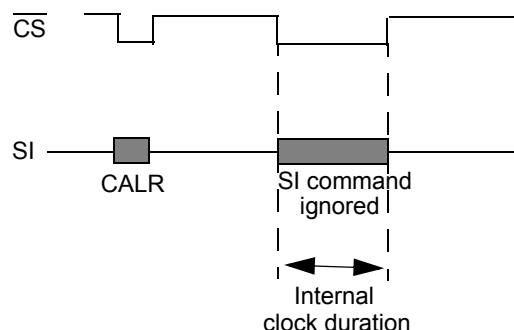 CS
SI
CALR
SI command
ignored
Internal
clock duration